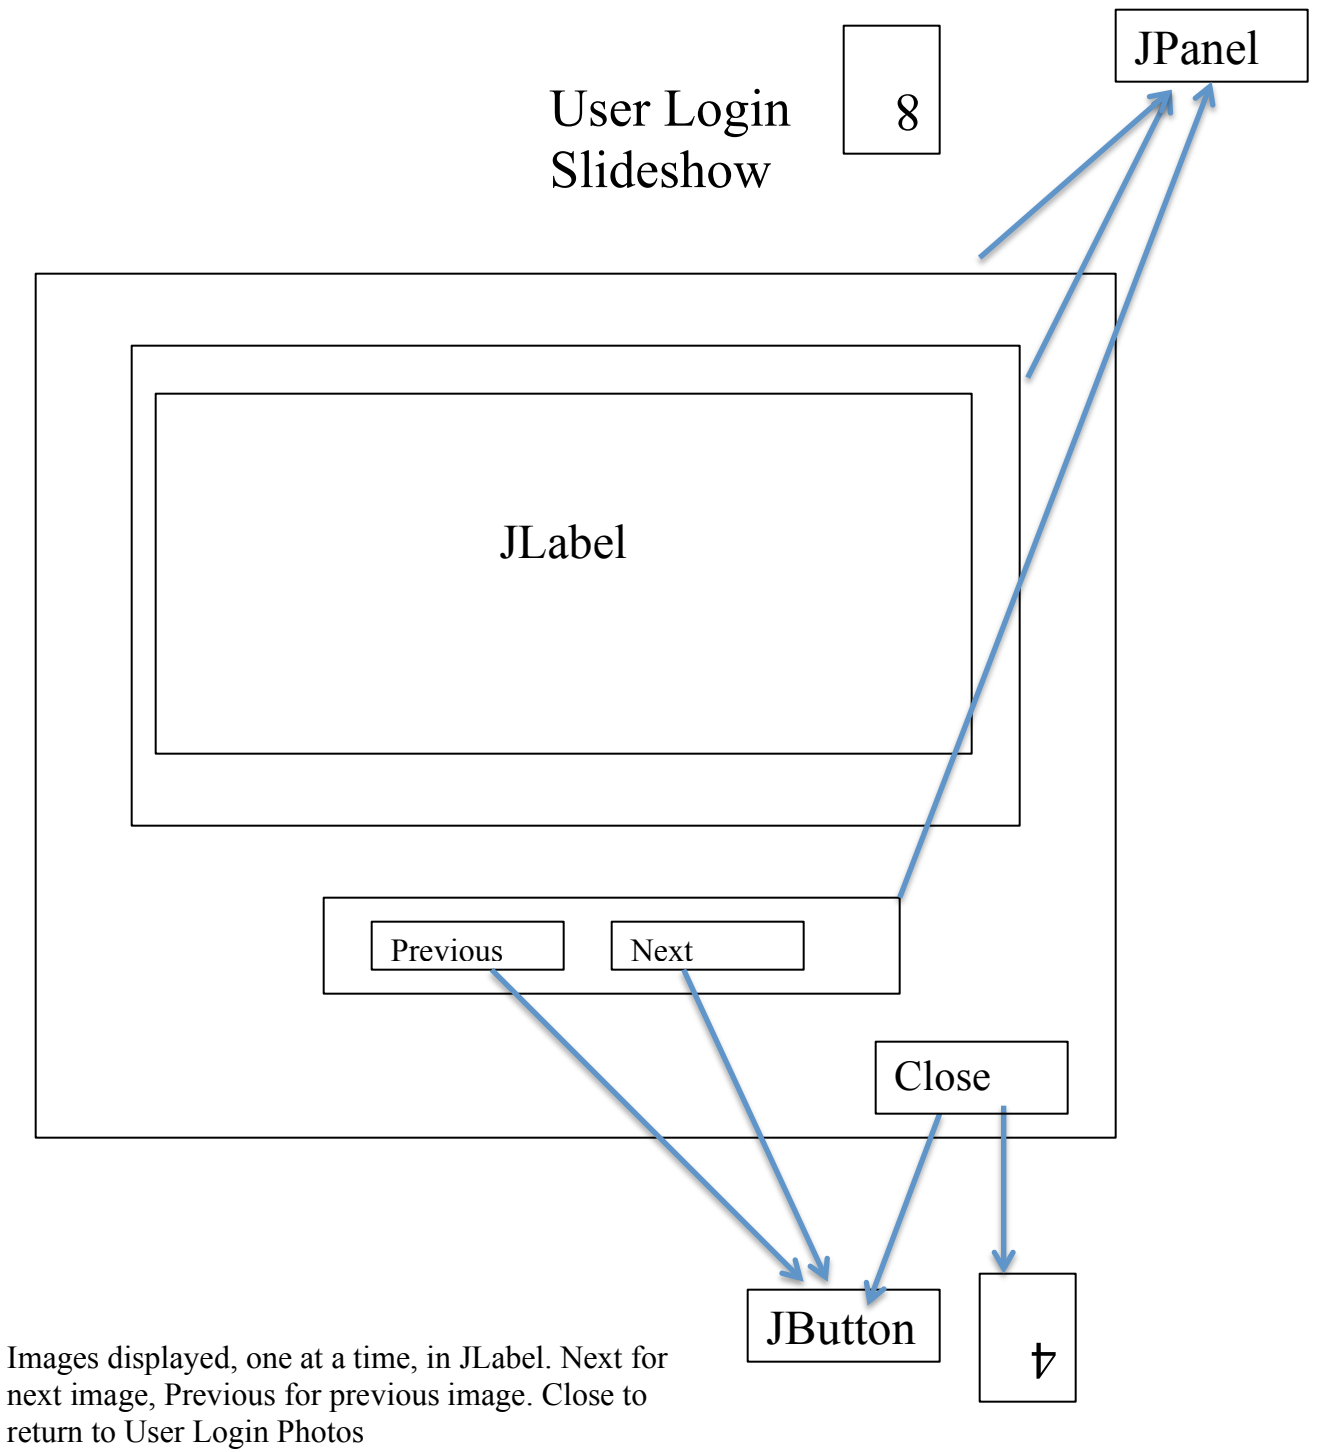 JPanel
User Login
Slideshow
8
JLabel
Previous
Next
Close
JButton
4
Images displayed, one at a time, in JLabel. Next for
next image, Previous for previous image. Close to
return to User Login Photos